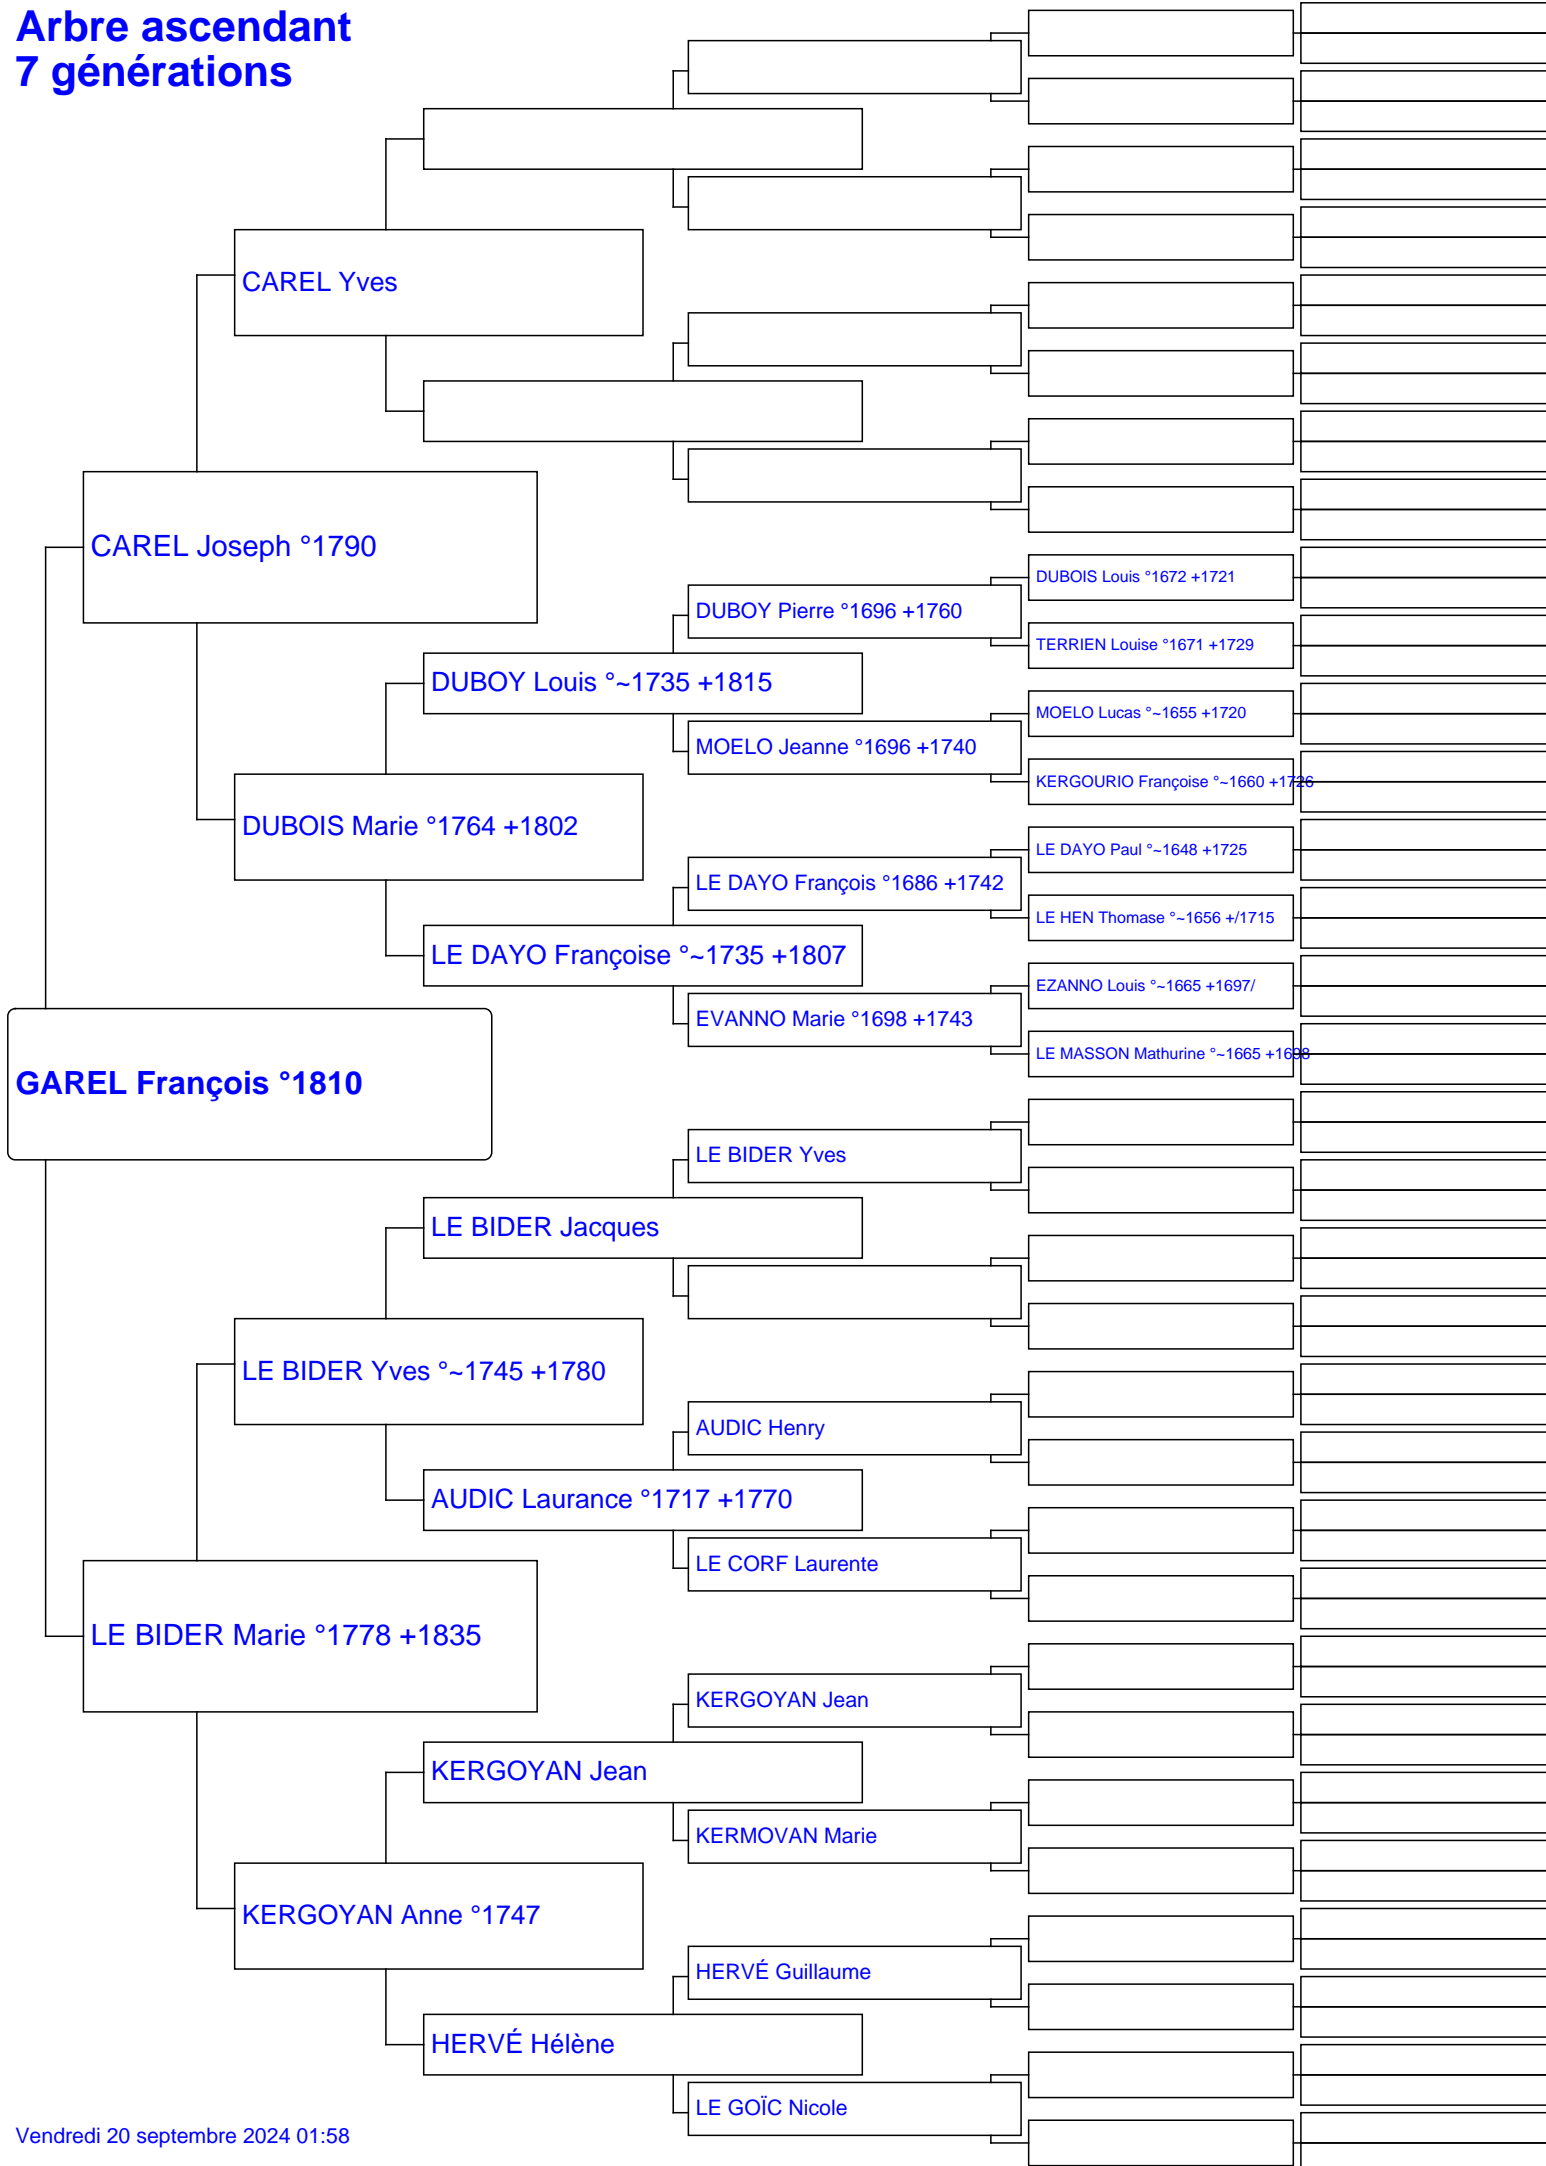 Arbre ascendant
7 générations
CAREL Yves
CAREL Joseph °1790
DUBOIS Louis °1672 +1721
DUBOY Pierre °1696 +1760
TERRIEN Louise °1671 +1729
DUBOY Louis °~1735 +1815
MOELO Lucas °~1655 +1720
MOELO Jeanne °1696 +1740
KERGOURIO Françoise °~1660 +1726
DUBOIS Marie °1764 +1802
LE DAYO Paul °~1648 +1725
LE DAYO François °1686 +1742
LE HEN Thomase °~1656 +/1715
LE DAYO Françoise °~1735 +1807
EZANNO Louis °~1665 +1697/
EVANNO Marie °1698 +1743
LE MASSON Mathurine °~1665 +1698
GAREL François °1810
LE BIDER Yves
LE BIDER Jacques
LE BIDER Yves °~1745 +1780
AUDIC Henry
AUDIC Laurance °1717 +1770
LE CORF Laurente
LE BIDER Marie °1778 +1835
KERGOYAN Jean
KERGOYAN Jean
KERMOVAN Marie
KERGOYAN Anne °1747
HERVÉ Guillaume
HERVÉ Hélène
LE GOÏC Nicole
Vendredi 20 septembre 2024 01:58